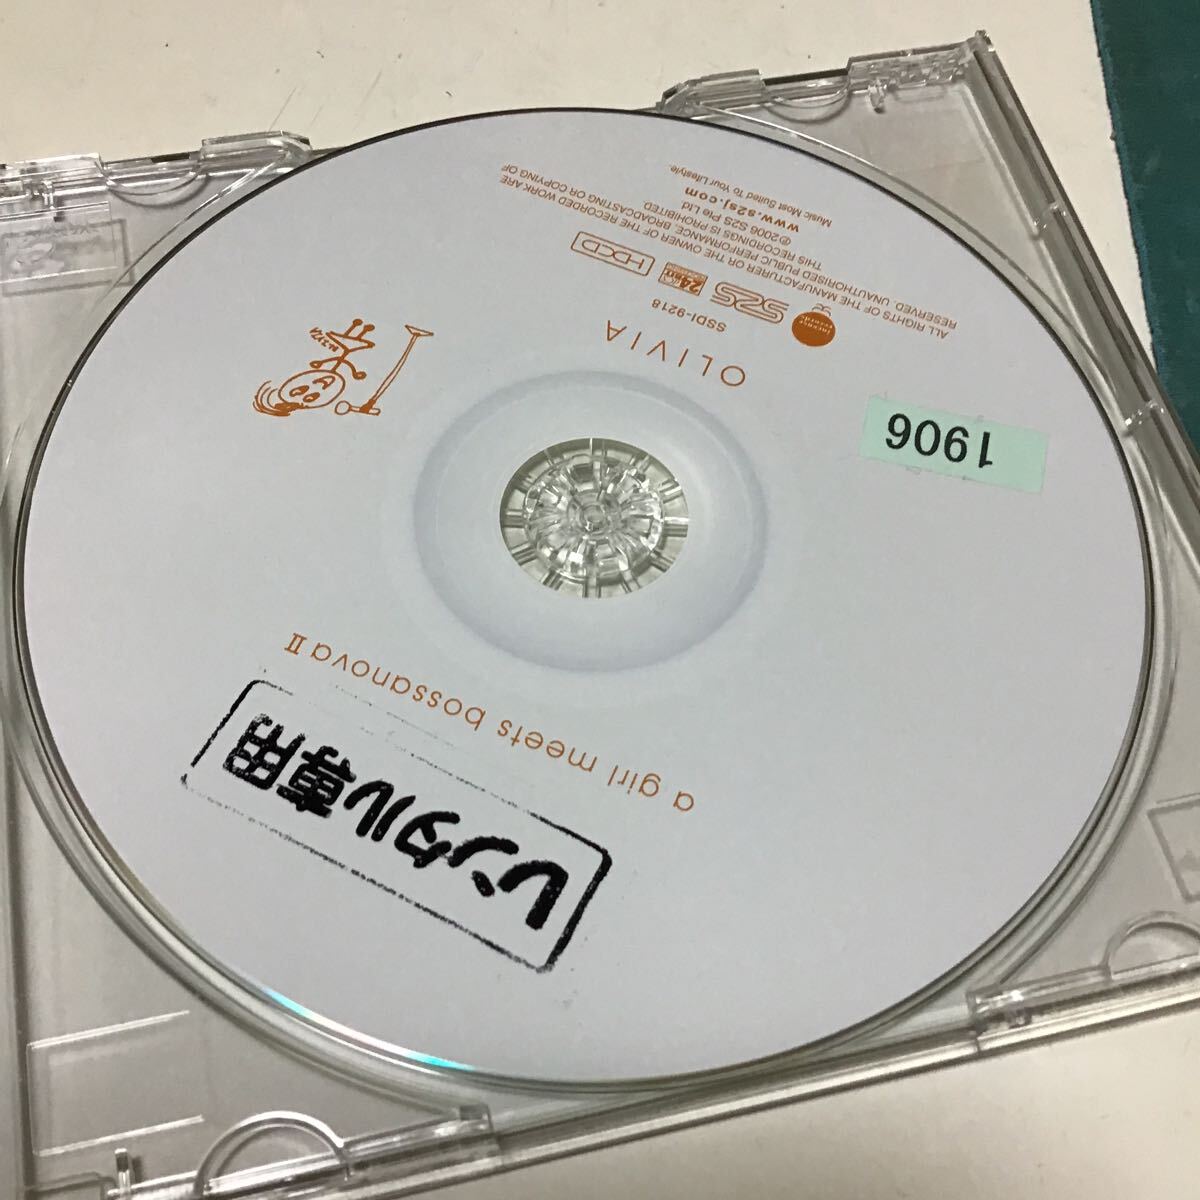 a girl meets bossanova II
レンタル専用
1906
OLIVIA
SSDI-9218
S2S
24bit
HDCD
ALL RIGHTS OF THE MANUFACTURER OR THE OWNER OF THE RECORDED WORK ARE
RESERVED. UNAUTHORISED PUBLIC PERFORMANCE, BROADCASTING OR COPYING OF
THIS RECORDINGS IS PROHIBITED.
℗2006 S2S Pte Ltd
www.s2sj.com
Music Most Suited To Your Lifestyle.